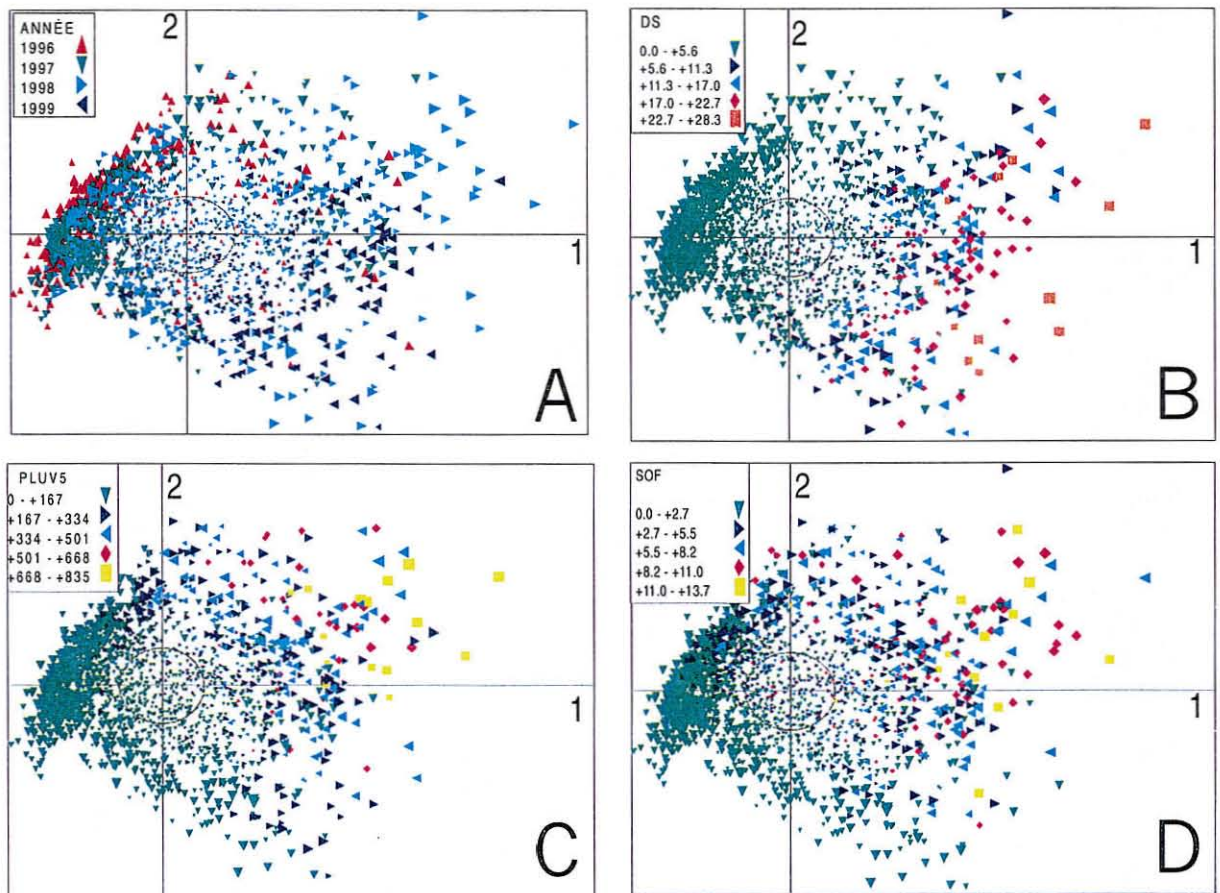 ANNÉE
1996
1997
1998
1999
2
1
A
DS
0.0 - +5.6
+5.6 - +11.3
+11.3 - +17.0
+17.0 - +22.7
+22.7 - +28.3
2
1
B
PLUV5
0 - +167
+167 - +334
+334 - +501
+501 - +668
+668 - +835
2
1
C
SOF
0.0 - +2.7
+2.7 - +5.5
+5.5 - +8.2
+8.2 - +11.0
+11.0 - +13.7
2
1
D